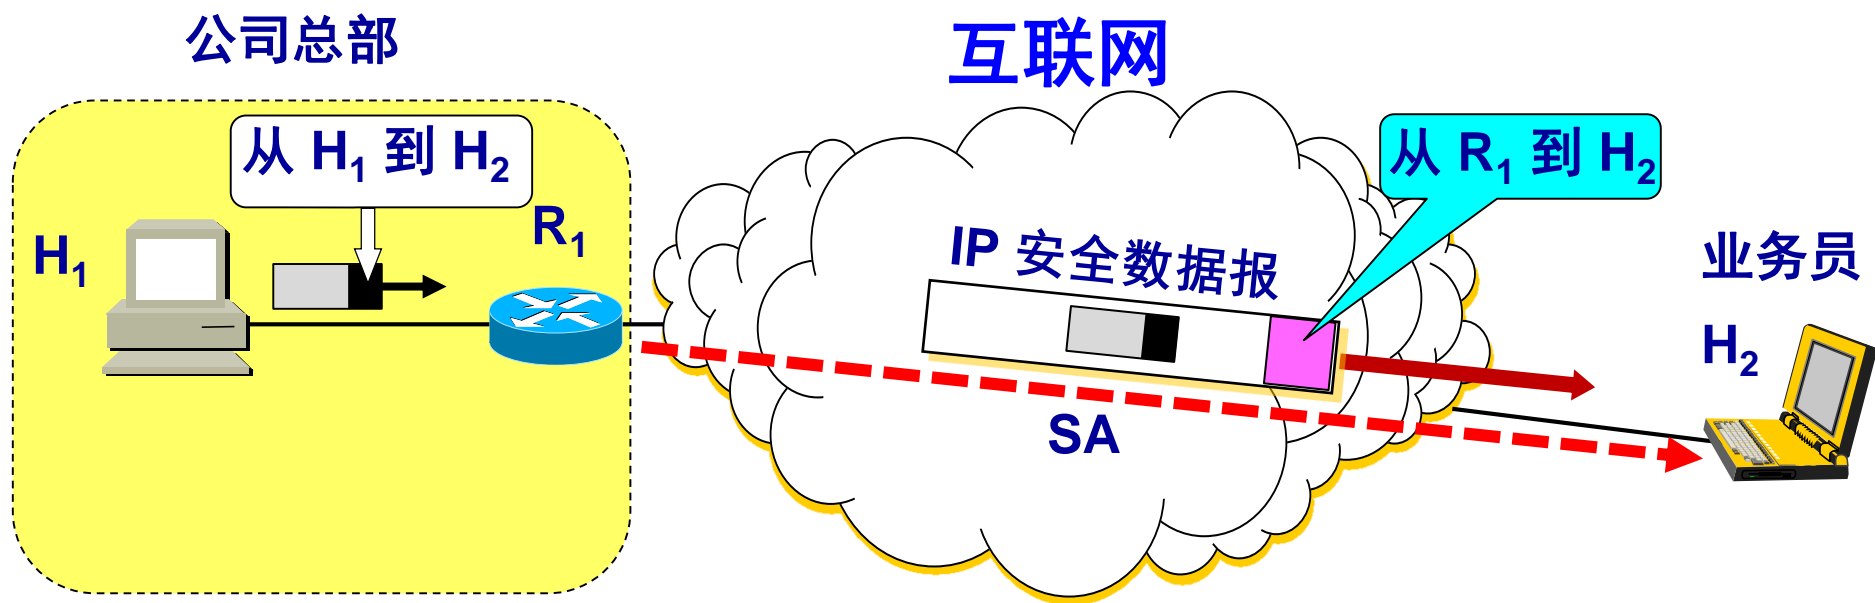 公司总部
互联网
从 H₁ 到 H₂
从 R₁ 到 H₂
R₁
H₁
IP 安全数据报
业务员
H₂
SA